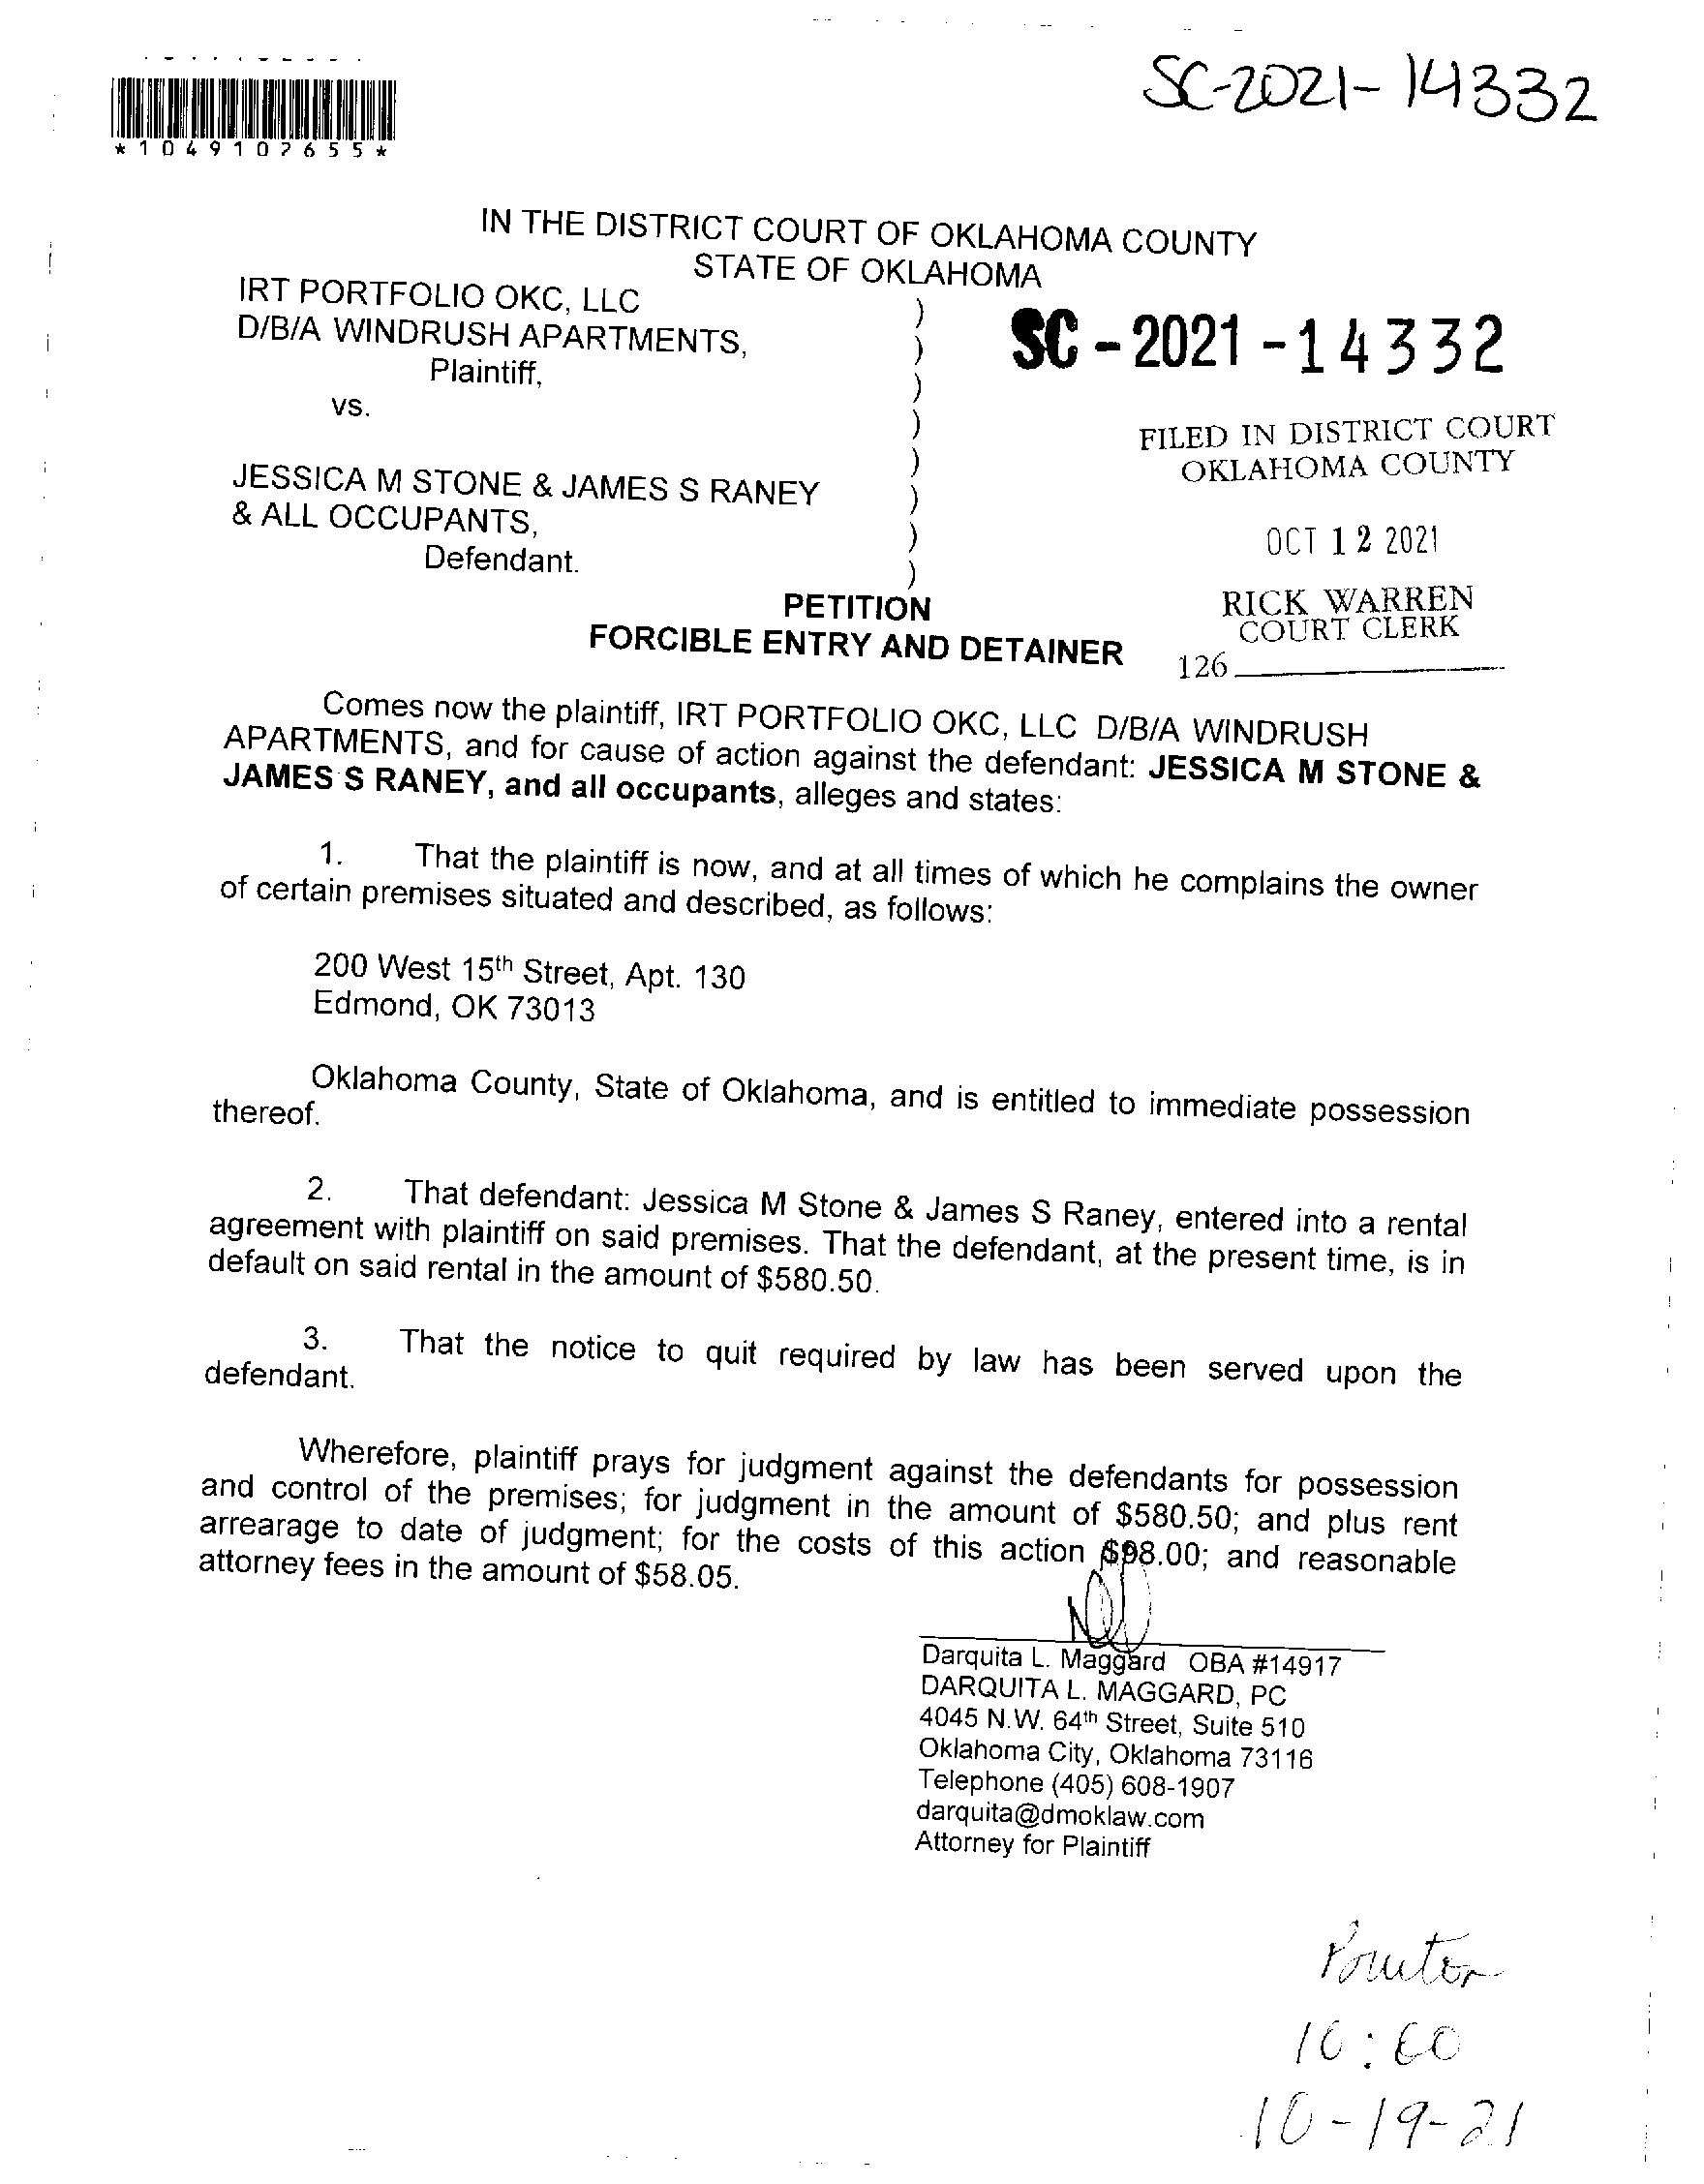 SC-2021-14332
*1049107655*
IN THE DISTRICT COURT OF OKLAHOMA COUNTY
STATE OF OKLAHOMA
IRT PORTFOLIO OKC, LLC )
D/B/A WINDRUSH APARTMENTS, )
Plaintiff, )
vs. )
)
JESSICA M STONE & JAMES S RANEY )
& ALL OCCUPANTS, )
Defendant. )
SC - 2021 - 14332
FILED IN DISTRICT COURT
OKLAHOMA COUNTY
OCT 12 2021
RICK WARREN
COURT CLERK
126
PETITION
FORCIBLE ENTRY AND DETAINER
Comes now the plaintiff, IRT PORTFOLIO OKC, LLC D/B/A WINDRUSH
APARTMENTS, and for cause of action against the defendant: JESSICA M STONE &
JAMES S RANEY, and all occupants, alleges and states:
1. That the plaintiff is now, and at all times of which he complains the owner
of certain premises situated and described, as follows:
200 West 15th Street, Apt. 130
Edmond, OK 73013
Oklahoma County, State of Oklahoma, and is entitled to immediate possession
thereof.
2. That defendant: Jessica M Stone & James S Raney, entered into a rental
agreement with plaintiff on said premises. That the defendant, at the present time, is in
default on said rental in the amount of $580.50.
3. That the notice to quit required by law has been served upon the
defendant.
Wherefore, plaintiff prays for judgment against the defendants for possession
and control of the premises; for judgment in the amount of $580.50; and plus rent
arrearage to date of judgment; for the costs of this action $98.00; and reasonable
attorney fees in the amount of $58.05.
Darquita L. Maggard OBA #14917
DARQUITA L. MAGGARD, PC
4045 N.W. 64th Street, Suite 510
Oklahoma City, Oklahoma 73116
Telephone (405) 608-1907
darquita@dmoklaw.com
Attorney for Plaintiff
10-19-21